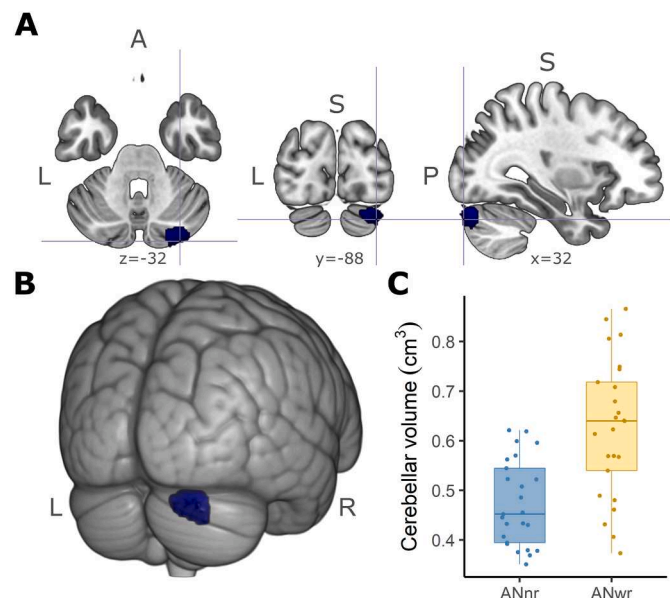 A
A
S
S
L
L
P
z=-32
y=-88
x=32
B
L
R
C
Cerebellar volume (cm³)
0.8
0.7
0.6
0.5
0.4
ANnr
ANwr